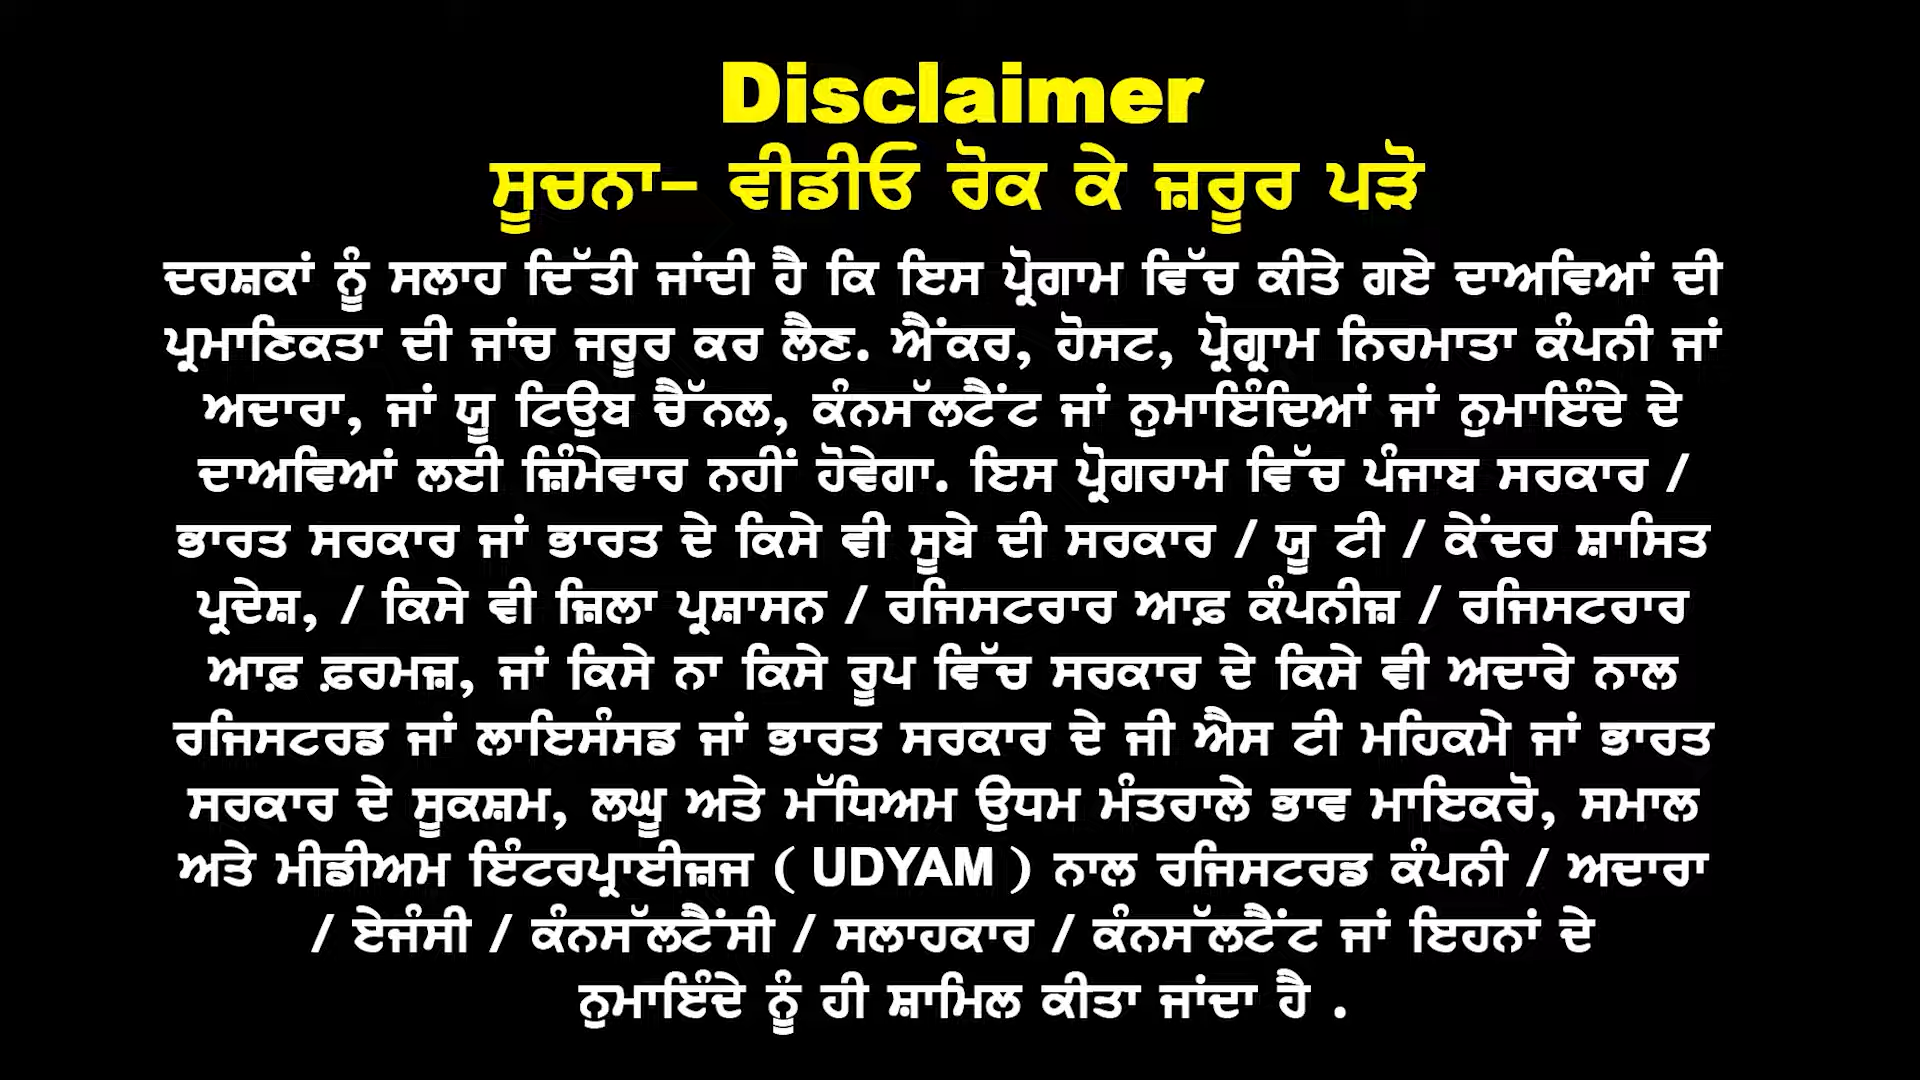 Disclaimer
ਸੂਚਨਾ– ਵੀਡੀਓ ਰੋਕ ਕੇ ਜ਼ਰੂਰ ਪੜੋ
ਦਰਸ਼ਕਾਂ ਨੂੰ ਸਲਾਹ ਦਿੱਤੀ ਜਾਂਦੀ ਹੈ ਕਿ ਇਸ ਪ੍ਰੋਗਾਮ ਵਿੱਚ ਕੀਤੇ ਗਏ ਦਾਅਵਿਆਂ ਦੀ
ਪ੍ਰਮਾਣਿਕਤਾ ਦੀ ਜਾਂਚ ਜਰੂਰ ਕਰ ਲੈਣ. ਐਂਕਰ, ਹੋਸਟ, ਪ੍ਰੋਗ੍ਰਾਮ ਨਿਰਮਾਤਾ ਕੰਪਨੀ ਜਾਂ
ਅਦਾਰਾ, ਜਾਂ ਯੂ ਟਿਊਬ ਚੈੱਨਲ, ਕੰਨਸੱਲਟੈਂਟ ਜਾਂ ਨੁਮਾਇੰਦਿਆਂ ਜਾਂ ਨੁਮਾਇੰਦੇ ਦੇ
ਦਾਅਵਿਆਂ ਲਈ ਜ਼ਿੰਮੇਵਾਰ ਨਹੀਂ ਹੋਵੇਗਾ. ਇਸ ਪ੍ਰੋਗਰਾਮ ਵਿੱਚ ਪੰਜਾਬ ਸਰਕਾਰ /
ਭਾਰਤ ਸਰਕਾਰ ਜਾਂ ਭਾਰਤ ਦੇ ਕਿਸੇ ਵੀ ਸੂਬੇ ਦੀ ਸਰਕਾਰ / ਯੂ ਟੀ / ਕੇਂਦਰ ਸ਼ਾਸਿਤ
ਪ੍ਰਦੇਸ਼, / ਕਿਸੇ ਵੀ ਜ਼ਿਲਾ ਪ੍ਰਸ਼ਾਸਨ / ਰਜਿਸਟਰਾਰ ਆਫ਼ ਕੰਪਨੀਜ਼ / ਰਜਿਸਟਰਾਰ
ਆਫ਼ ਫ਼ਰਮਜ਼, ਜਾਂ ਕਿਸੇ ਨਾ ਕਿਸੇ ਰੂਪ ਵਿੱਚ ਸਰਕਾਰ ਦੇ ਕਿਸੇ ਵੀ ਅਦਾਰੇ ਨਾਲ
ਰਜਿਸਟਰਡ ਜਾਂ ਲਾਇਸੰਸਡ ਜਾਂ ਭਾਰਤ ਸਰਕਾਰ ਦੇ ਜੀ ਐਸ ਟੀ ਮਹਿਕਮੇ ਜਾਂ ਭਾਰਤ
ਸਰਕਾਰ ਦੇ ਸੂਕਸ਼ਮ, ਲਘੂ ਅਤੇ ਮੱਧਿਅਮ ਉਧਮ ਮੰਤਰਾਲੇ ਭਾਵ ਮਾਇਕਰੋ, ਸਮਾਲ
ਅਤੇ ਮੀਡੀਅਮ ਇੰਟਰਪ੍ਰਾਈਜ਼ਜ ( UDYAM ) ਨਾਲ ਰਜਿਸਟਰਡ ਕੰਪਨੀ / ਅਦਾਰਾ
/ ਏਜੰਸੀ / ਕੰਨਸੱਲਟੈਂਸੀ / ਸਲਾਹਕਾਰ / ਕੰਨਸੱਲਟੈਂਟ ਜਾਂ ਇਹਨਾਂ ਦੇ
ਨੁਮਾਇੰਦੇ ਨੂੰ ਹੀ ਸ਼ਾਮਿਲ ਕੀਤਾ ਜਾਂਦਾ ਹੈ .